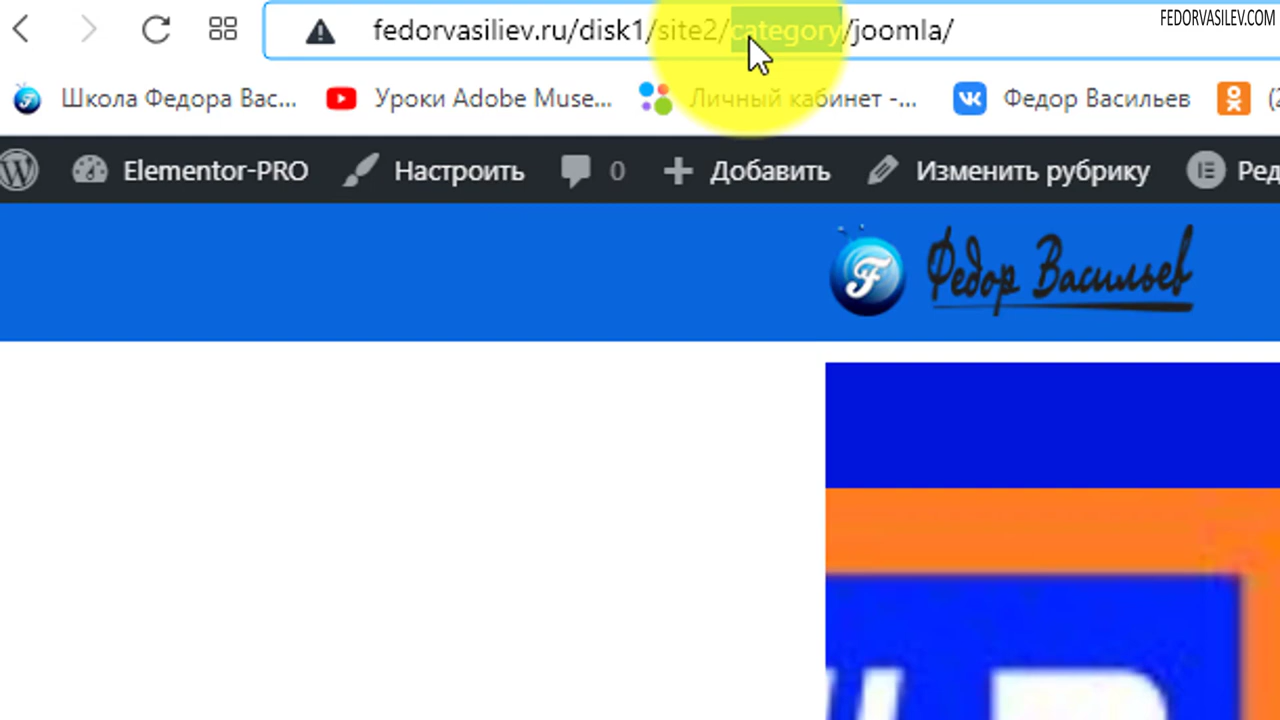 FEDORVASILEV.COM
fedorvasiliev.ru/disk1/site2/category/joomla/
Школа Федора Вас... Уроки Adobe Muse... Личный кабинет -... Федор Васильев
Elementor-PRO Настроить 0 Добавить Изменить рубрику Ред
Федор Васильев